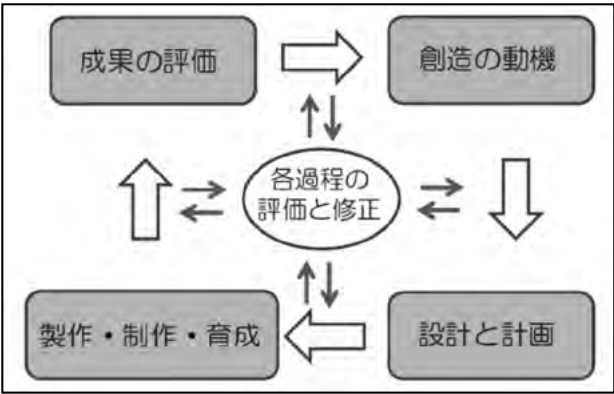 成果の評価
創造の動機
各過程の
評価と修正
製作・制作・育成
設計と計画